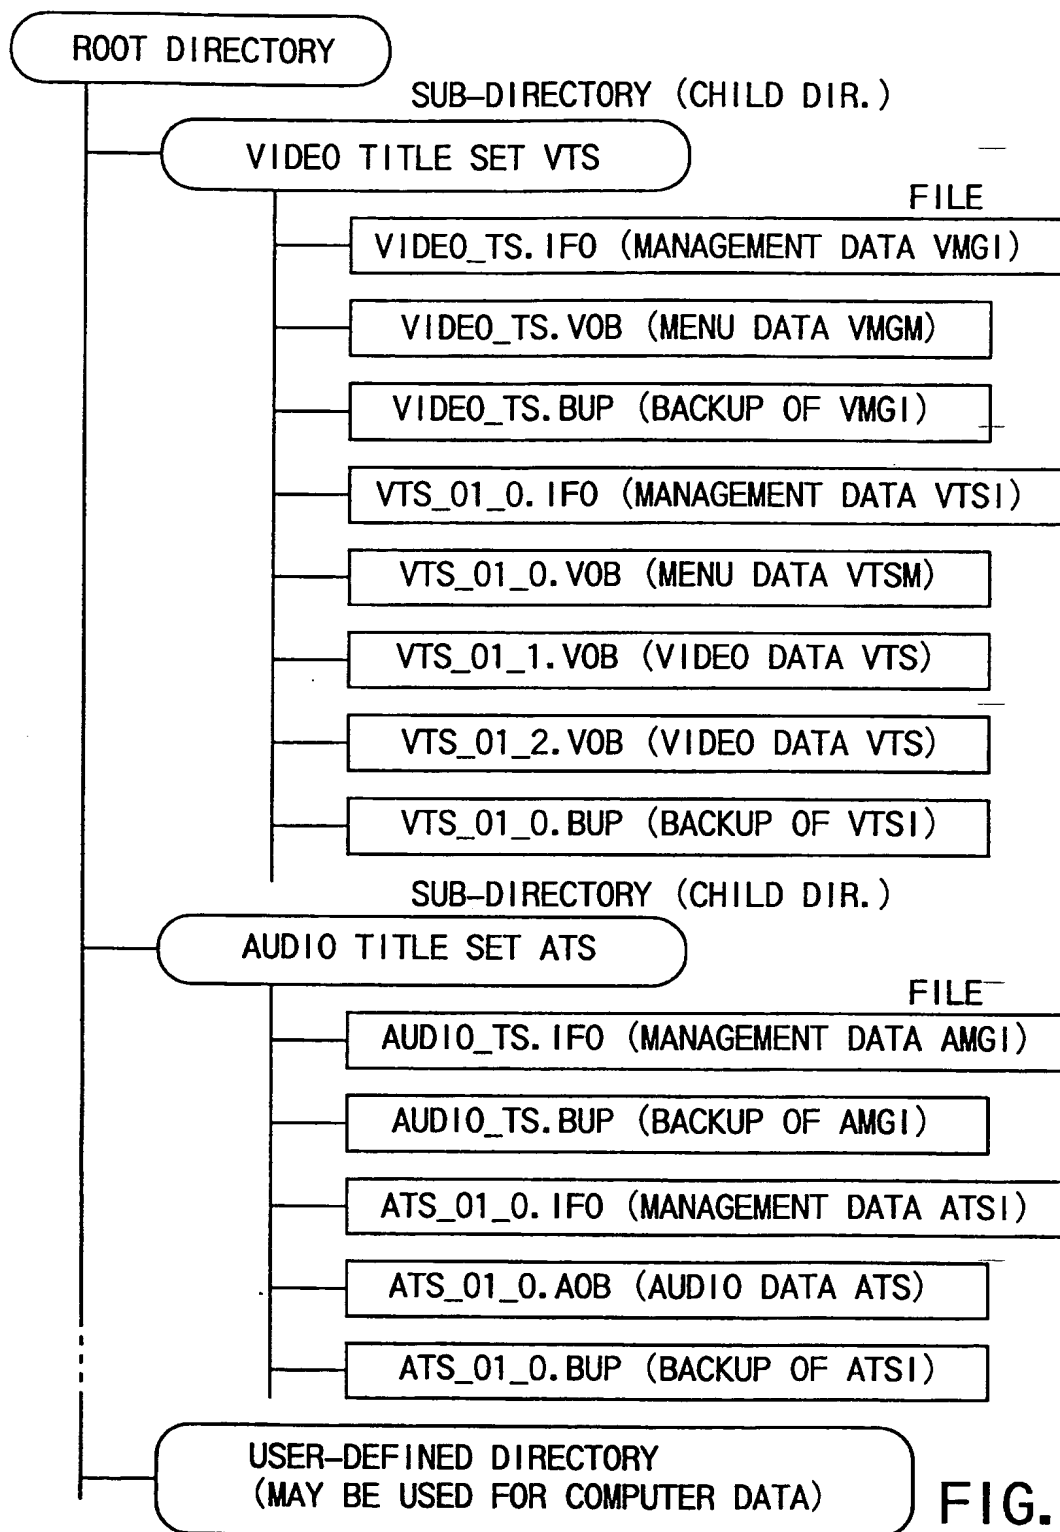 ROOT DIRECTORY
SUB-DIRECTORY (CHILD DIR.)
VIDEO TITLE SET VTS
FILE
VIDEO_TS.IFO (MANAGEMENT DATA VMGI)
VIDEO_TS.VOB (MENU DATA VMGM)
VIDEO_TS.BUP (BACKUP OF VMGI)
VTS_01_0.IFO (MANAGEMENT DATA VTSI)
VTS_01_0.VOB (MENU DATA VTSM)
VTS_01_1.VOB (VIDEO DATA VTS)
VTS_01_2.VOB (VIDEO DATA VTS)
VTS_01_0.BUP (BACKUP OF VTSI)
SUB-DIRECTORY (CHILD DIR.)
AUDIO TITLE SET ATS
FILE
AUDIO_TS.IFO (MANAGEMENT DATA AMGI)
AUDIO_TS.BUP (BACKUP OF AMGI)
ATS_01_0.IFO (MANAGEMENT DATA ATSI)
ATS_01_0.AOB (AUDIO DATA ATS)
ATS_01_0.BUP (BACKUP OF ATSI)
USER-DEFINED DIRECTORY
(MAY BE USED FOR COMPUTER DATA)
FIG.